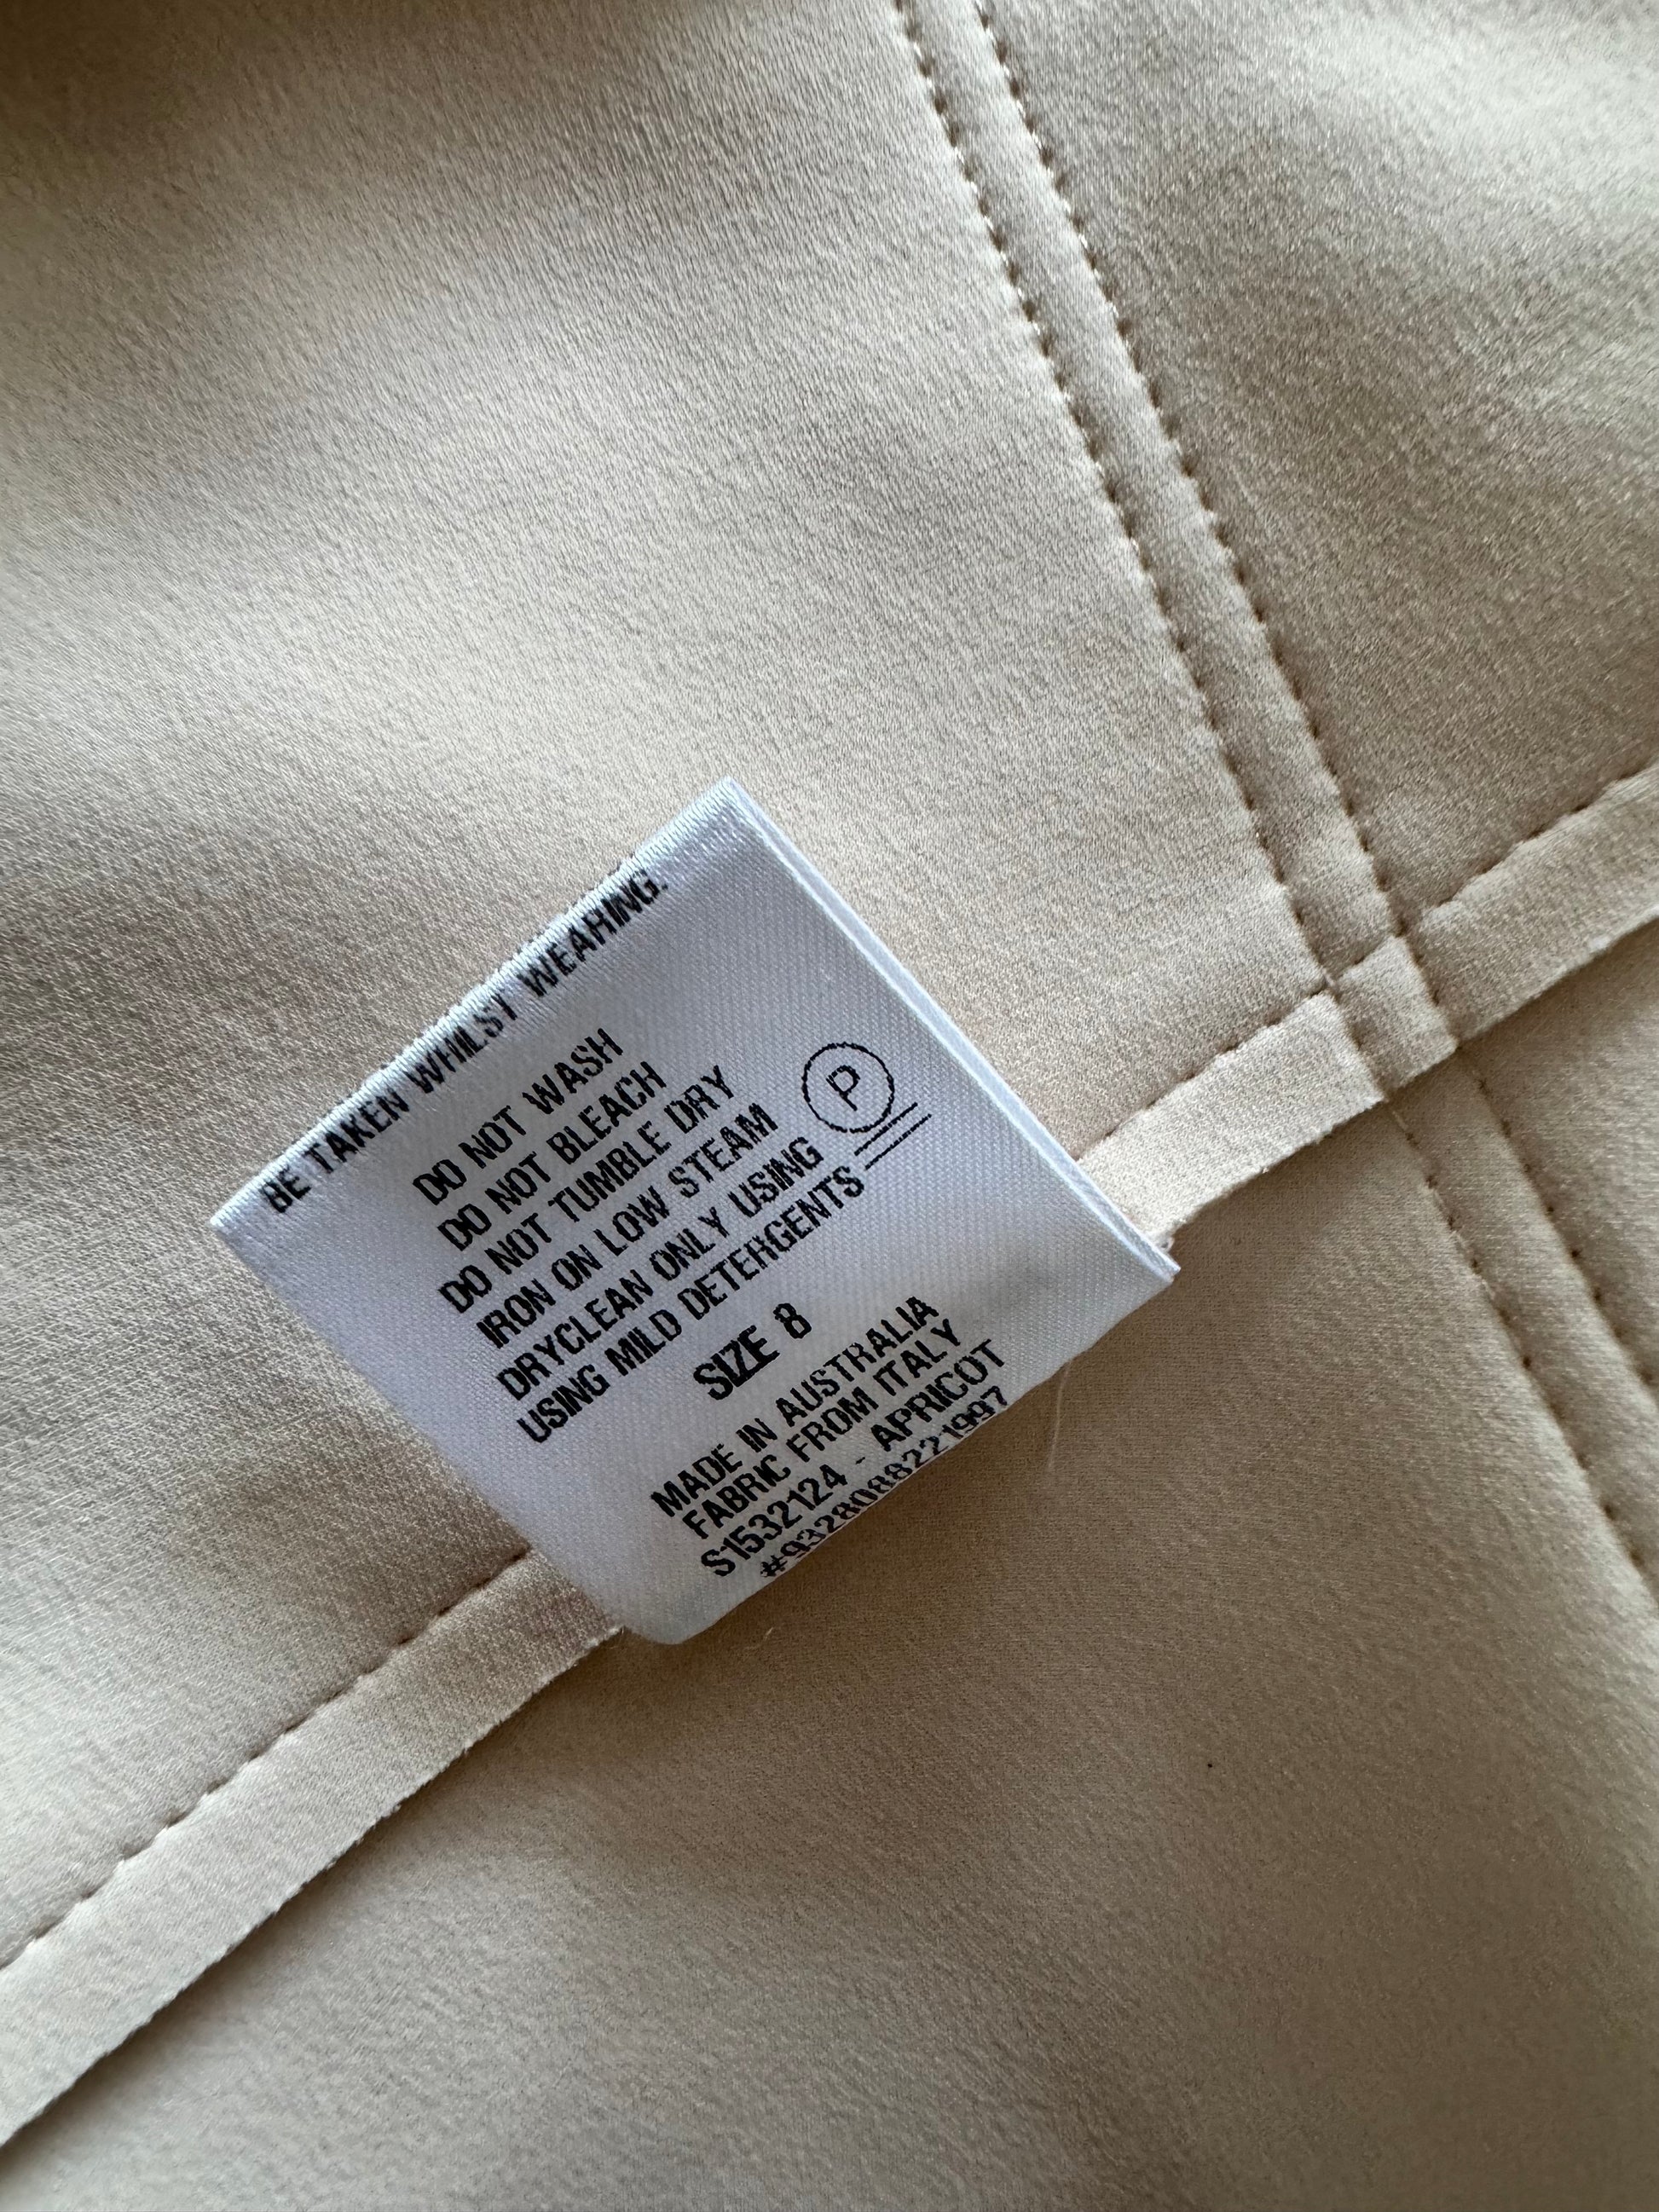 BE TAKEN WHILST WEARING.
DO NOT WASH
DO NOT BLEACH
DO NOT TUMBLE DRY
IRON ON LOW STEAM
DRYCLEAN ONLY USING
USING MILD DETERGENTS
P
SIZE 8
MADE IN AUSTRALIA
FABRIC FROM ITALY
S1532124 - APRICOT
#9328088221997